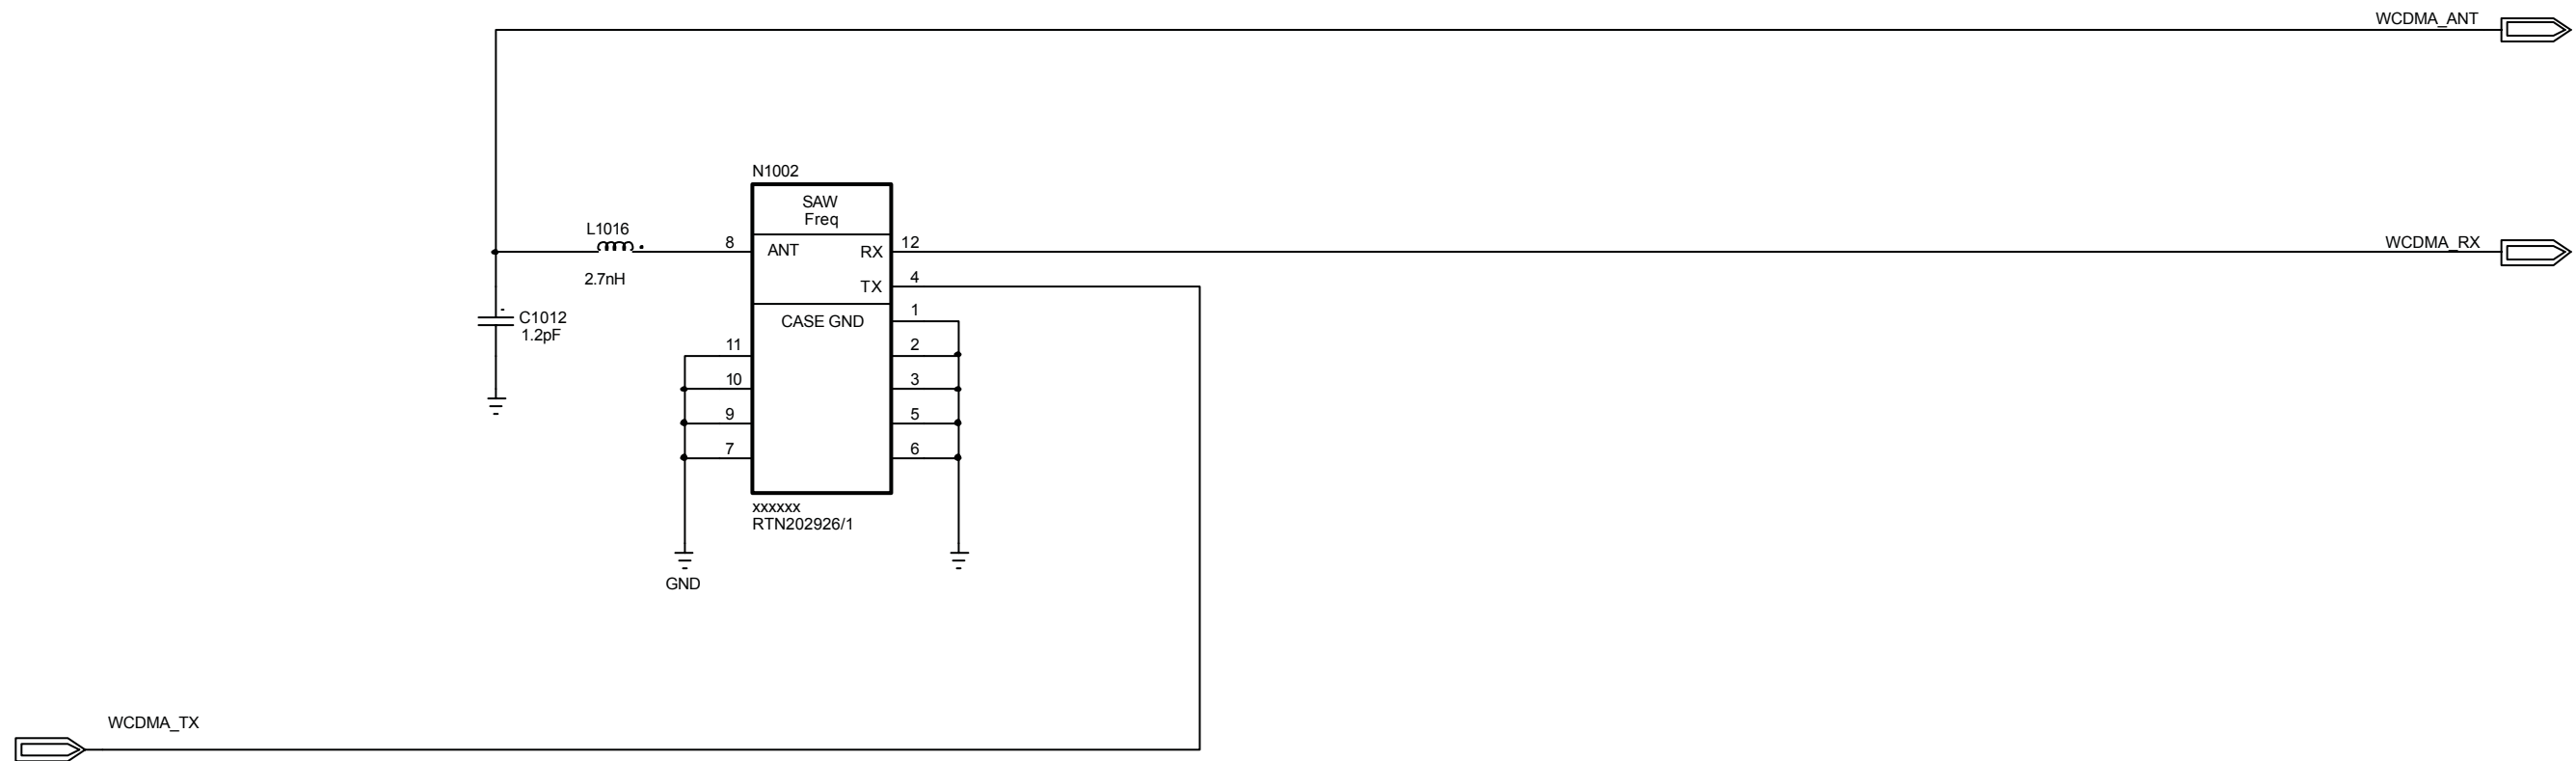 WCDMA_ANT
N1002
SAW
Freq
L1016
8
ANT
RX
12
WCDMA_RX
2.7nH
TX
4
C1012
1.2pF
CASE GND
1
11
2
10
3
9
5
7
6
xxxxxx
RTN202926/1
GND
WCDMA_TX